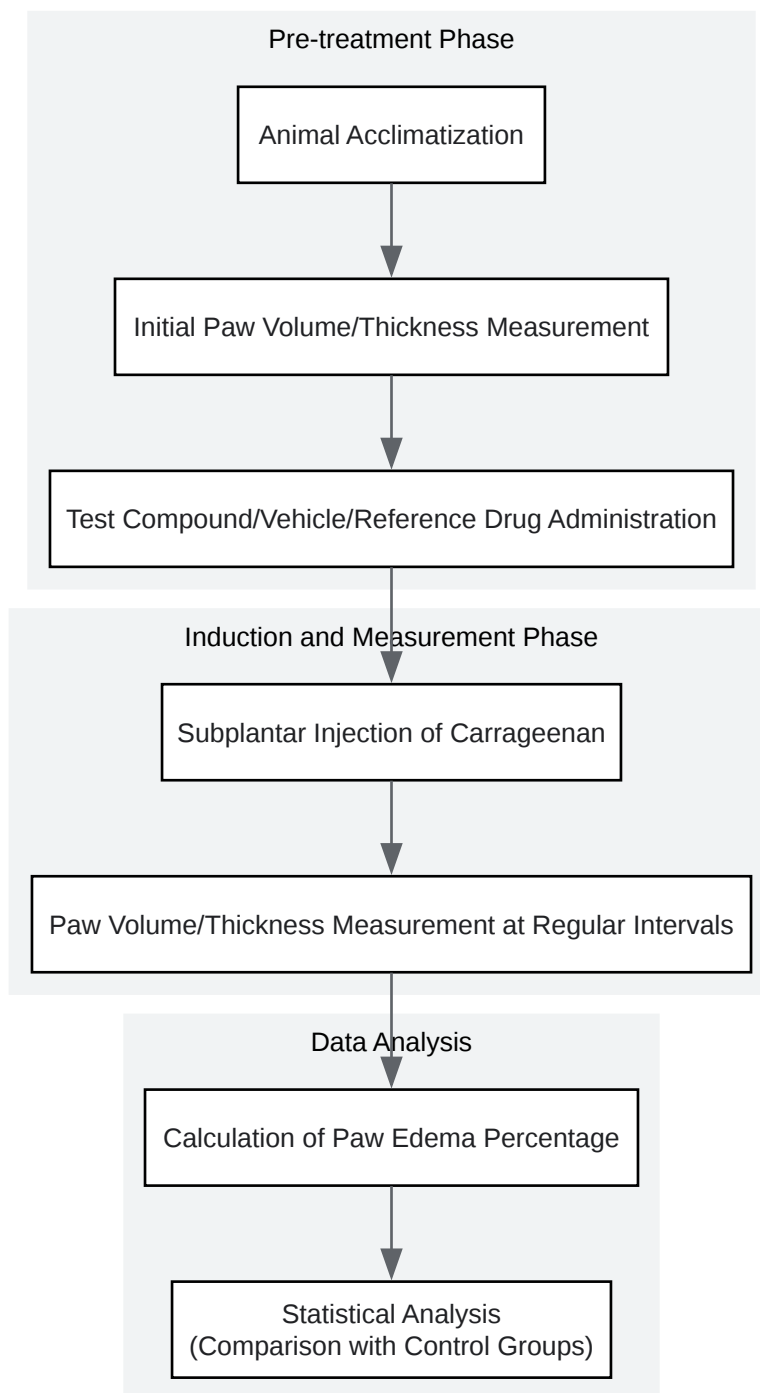 Pre-treatment Phase
Animal Acclimatization
Initial Paw Volume/Thickness Measurement
Test Compound/Vehicle/Reference Drug Administration
Induction and Measurement Phase
Subplantar Injection of Carrageenan
Paw Volume/Thickness Measurement at Regular Intervals
Data Analysis
Calculation of Paw Edema Percentage
Statistical Analysis
(Comparison with Control Groups)